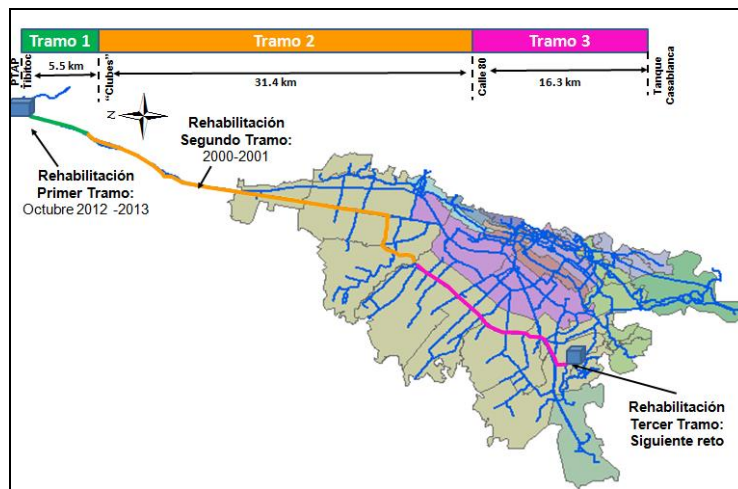 Tramo 1
Tramo 2
Tramo 3
PTAP
Tibitóc
5.5 km
"Clubes"
31.4 km
Calle 80
16.3 km
Tanque
Casablanca
N
Rehabilitación
Segundo Tramo:
2000-2001
Rehabilitación
Primer Tramo:
Octubre 2012 -2013
Rehabilitación
Tercer Tramo:
Siguiente reto